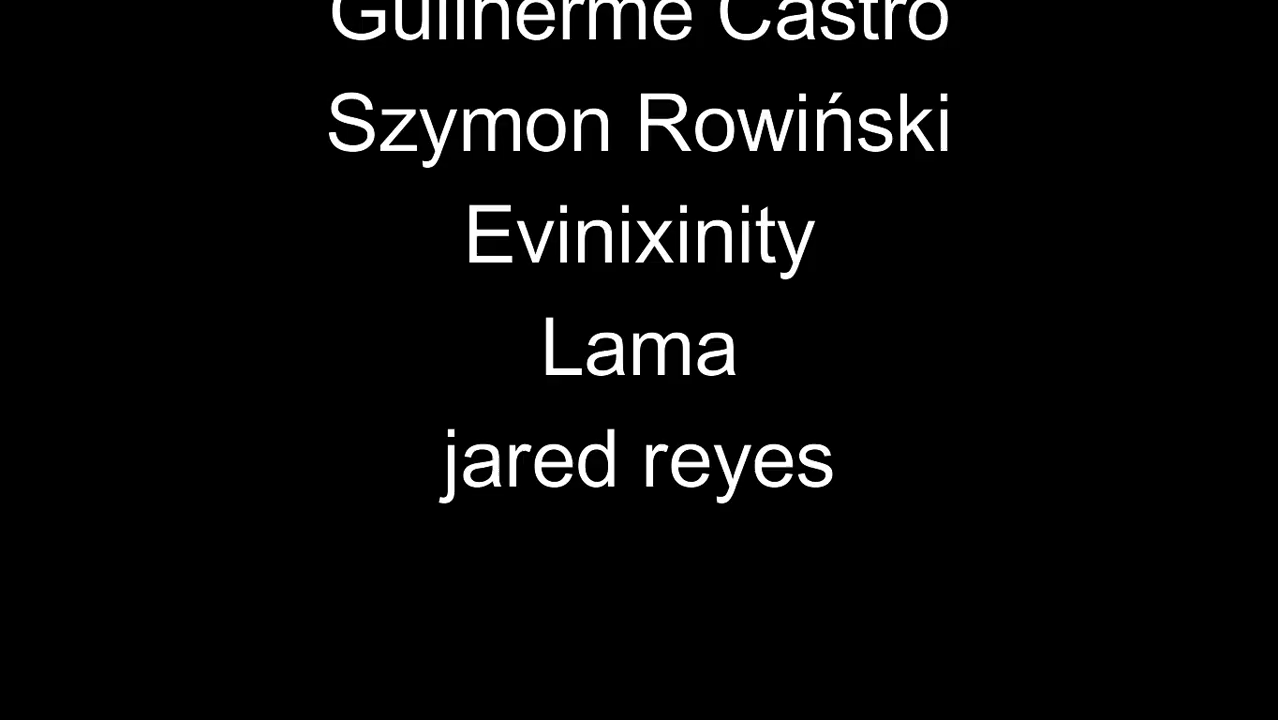 Guilherme Castro
Szymon Rowiński
Evinixinity
Lama
jared reyes